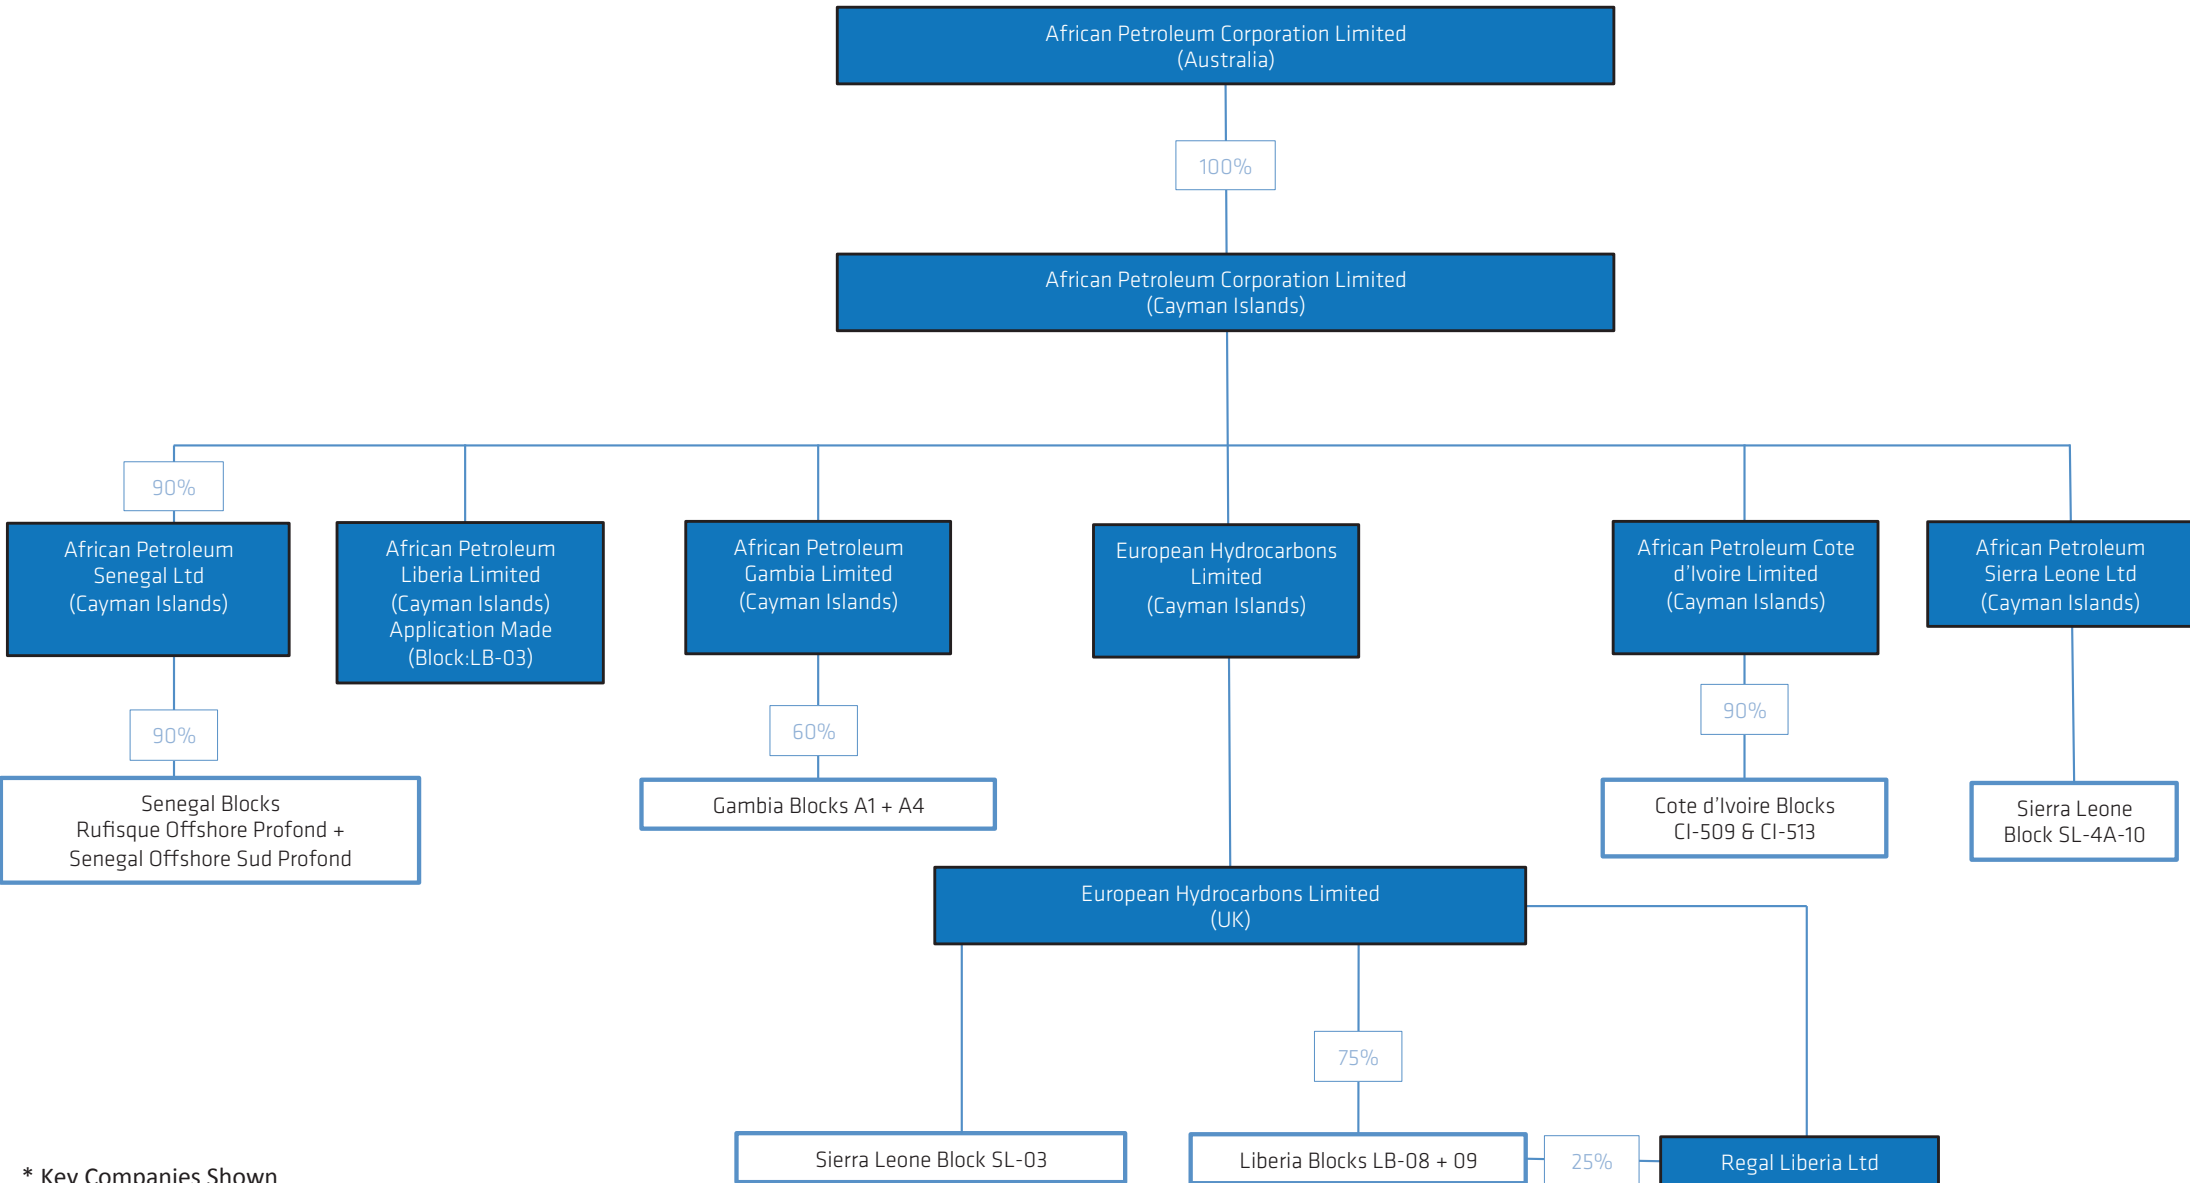 African Petroleum Corporation Limited
(Australia)
100%
African Petroleum Corporation Limited
(Cayman Islands)
90%
African Petroleum
Senegal Ltd
(Cayman Islands)
African Petroleum
Liberia Limited
(Cayman Islands)
Application Made
(Block:LB-03)
African Petroleum
Gambia Limited
(Cayman Islands)
European Hydrocarbons
Limited
(Cayman Islands)
African Petroleum Cote
d'Ivoire Limited
(Cayman Islands)
African Petroleum
Sierra Leone Ltd
(Cayman Islands)
90%
60%
90%
Senegal Blocks
Rufisque Offshore Profond +
Senegal Offshore Sud Profond
Gambia Blocks A1 + A4
Cote d'Ivoire Blocks
CI-509 & CI-513
Sierra Leone
Block SL-4A-10
European Hydrocarbons Limited
(UK)
75%
Sierra Leone Block SL-03
Liberia Blocks LB-08 + 09
25%
Regal Liberia Ltd
* Key Companies Shown